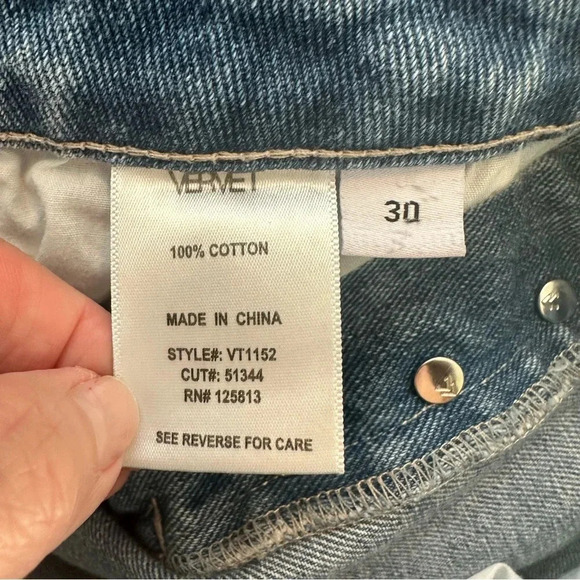 VERVET
30
100% COTTON
MADE IN CHINA
STYLE#: VT1152
CUT#: 51344
RN# 125813
SEE REVERSE FOR CARE